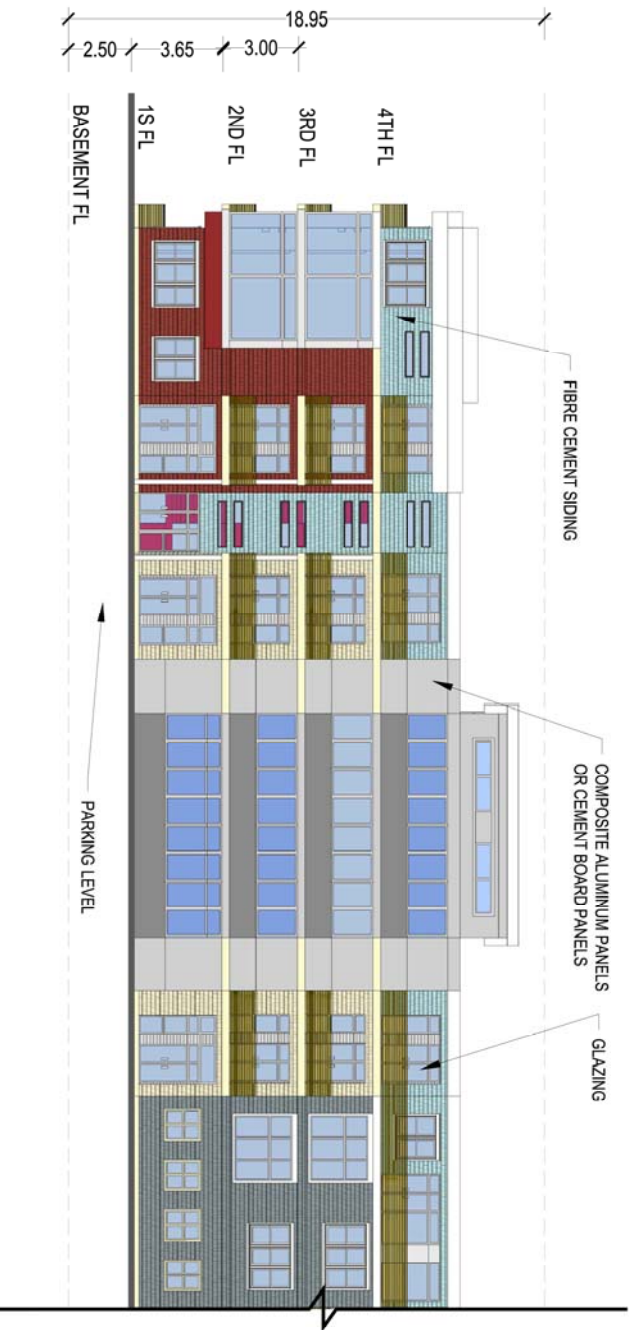 18.95
2.50
3.65
3.00
BASEMENT FL
1S FL
2ND FL
3RD FL
4TH FL
FIBRE CEMENT SIDING
COMPOSITE ALUMINUM PANELS
OR CEMENT BOARD PANELS
GLAZING
PARKING LEVEL